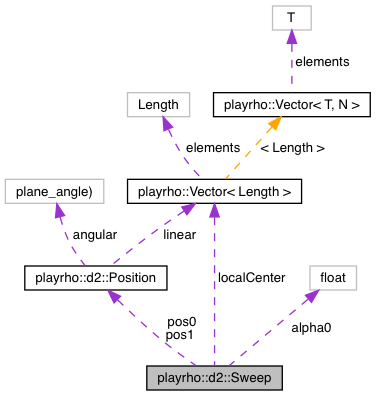 T
elements
Length
playrho::Vector< T, N >
elements
< Length >
plane_angle)
playrho::Vector< Length >
angular
linear
playrho::d2::Position
localCenter
float
pos0
pos1
alpha0
playrho::d2::Sweep